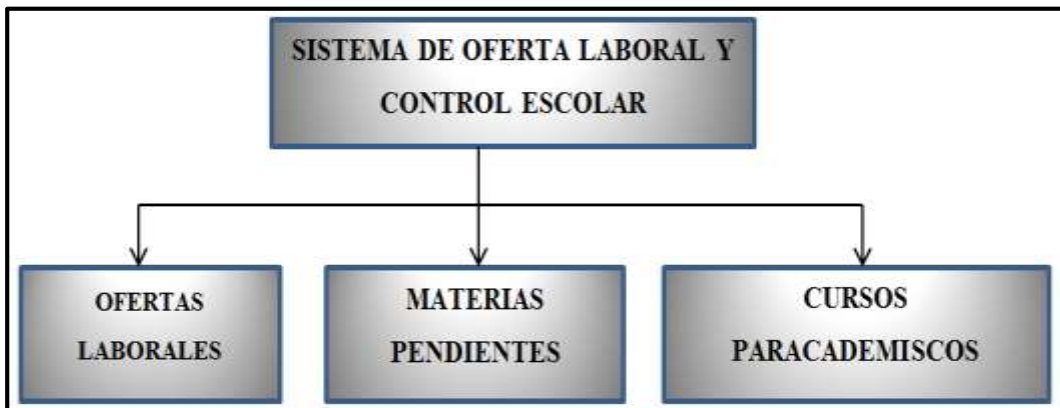 SISTEMA DE OFERTA LABORAL Y
CONTROL ESCOLAR
OFERTAS
LABORALES
MATERIAS
PENDIENTES
CURSOS
PARACADEMISCOS